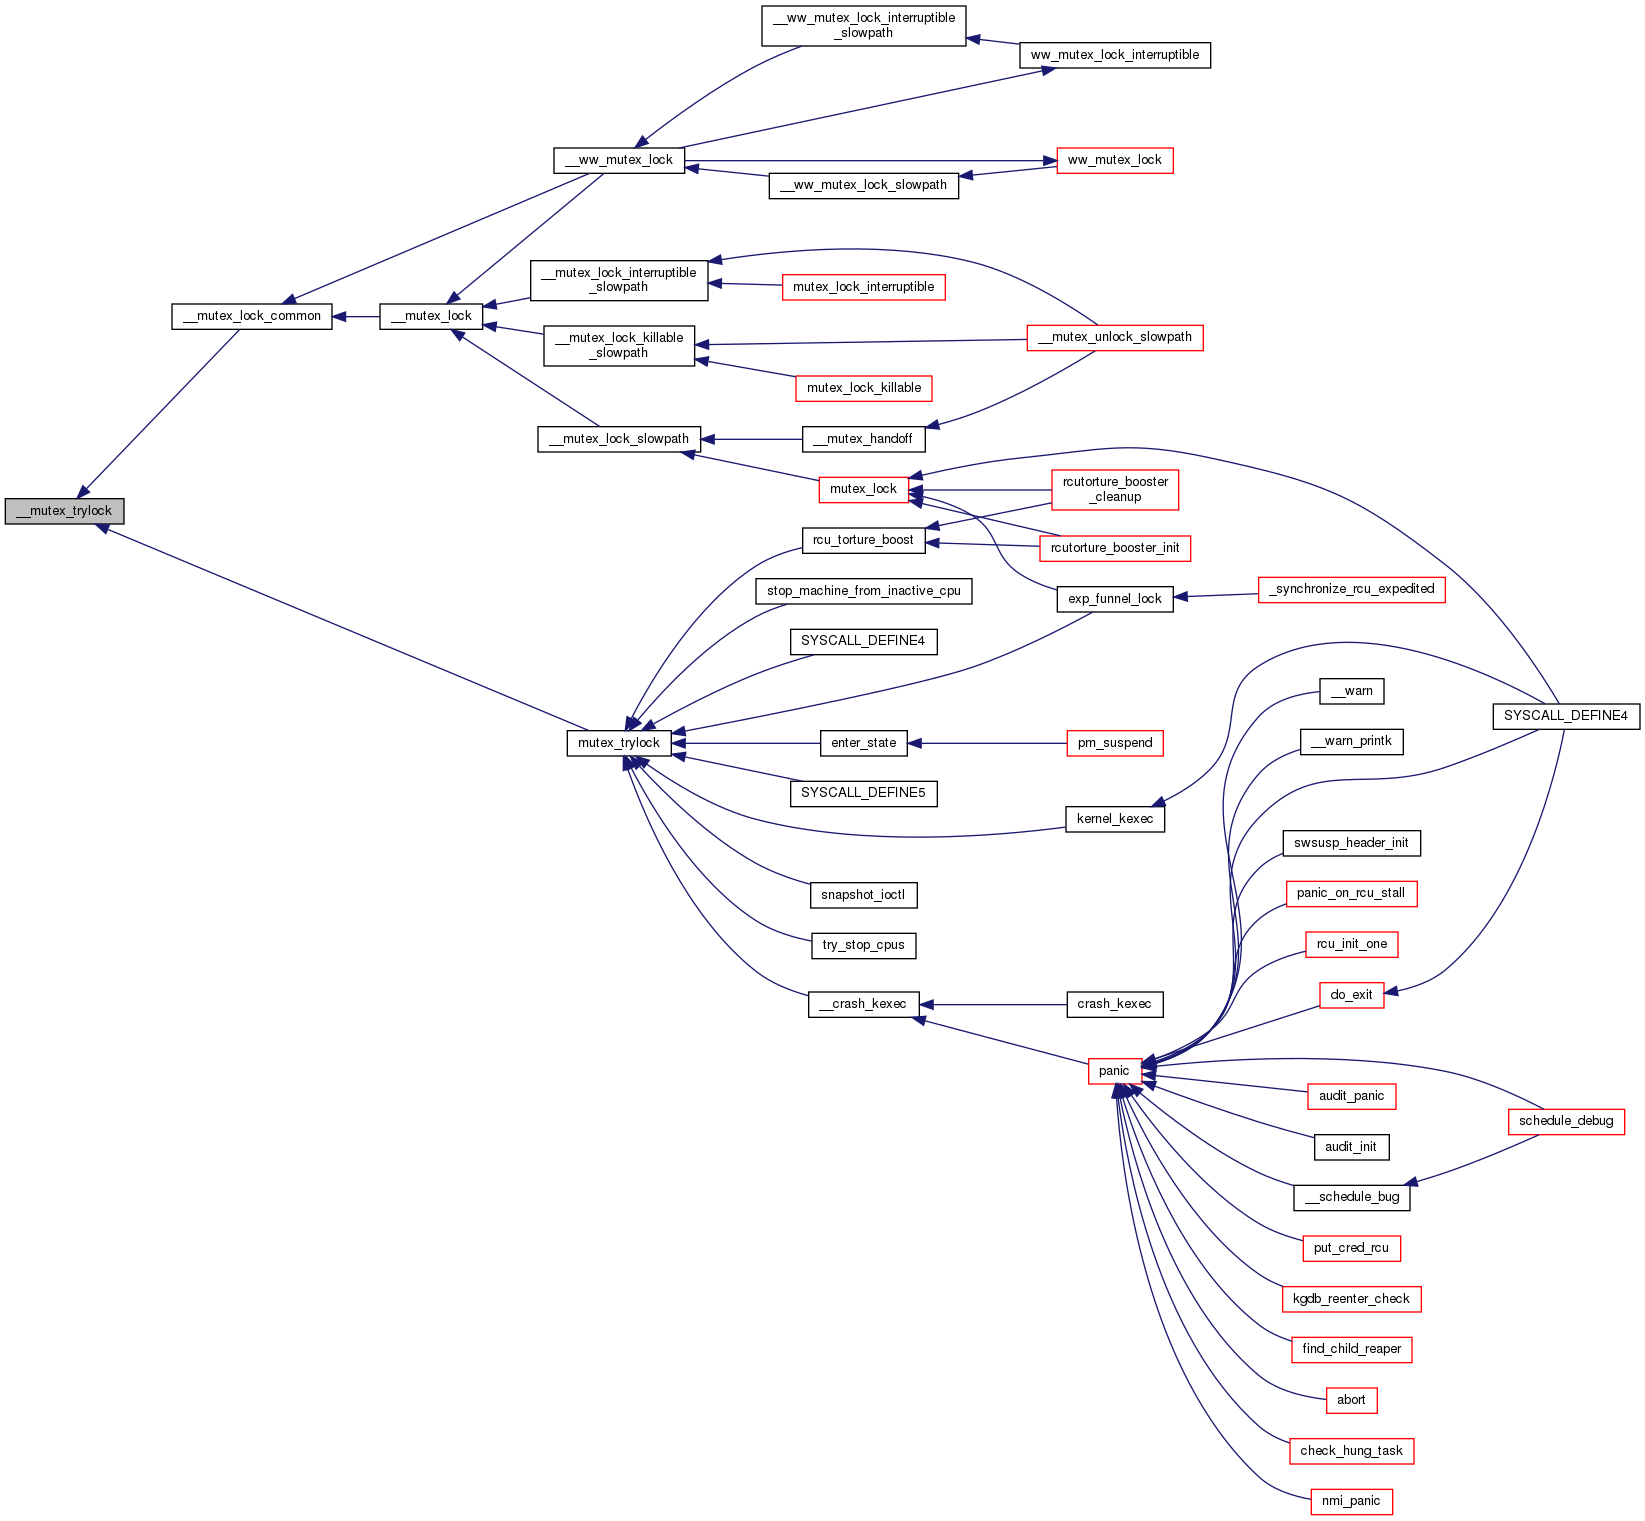 __ww_mutex_lock_interruptible
_slowpath
ww_mutex_lock_interruptible
__ww_mutex_lock
ww_mutex_lock
__ww_mutex_lock_slowpath
__mutex_lock_interruptible
_slowpath
mutex_lock_interruptible
__mutex_lock_common
__mutex_lock
__mutex_lock_killable
_slowpath
__mutex_unlock_slowpath
mutex_lock_killable
__mutex_lock_slowpath
__mutex_handoff
mutex_lock
rcutorture_booster
_cleanup
__mutex_trylock
rcu_torture_boost
rcutorture_booster_init
stop_machine_from_inactive_cpu
exp_funnel_lock
_synchronize_rcu_expedited
SYSCALL_DEFINE4
__warn
SYSCALL_DEFINE4
mutex_trylock
enter_state
pm_suspend
__warn_printk
SYSCALL_DEFINE5
kernel_kexec
swsusp_header_init
snapshot_ioctl
panic_on_rcu_stall
try_stop_cpus
rcu_init_one
__crash_kexec
crash_kexec
do_exit
panic
audit_panic
schedule_debug
audit_init
__schedule_bug
put_cred_rcu
kgdb_reenter_check
find_child_reaper
abort
check_hung_task
nmi_panic